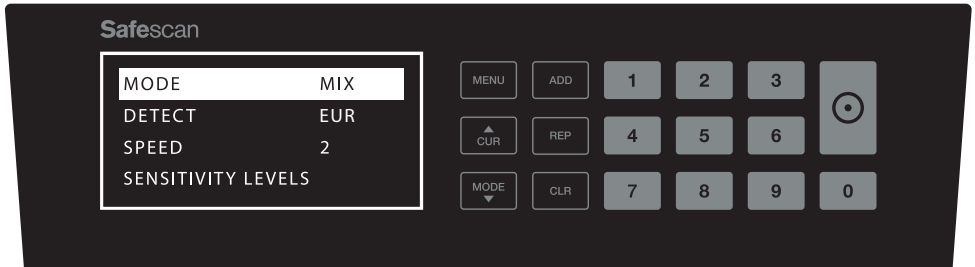 Safescan
MODE MIX
DETECT EUR
SPEED 2
SENSITIVITY LEVELS
MENU ADD 1 2 3
CUR REP 4 5 6
MODE CLR 7 8 9 0